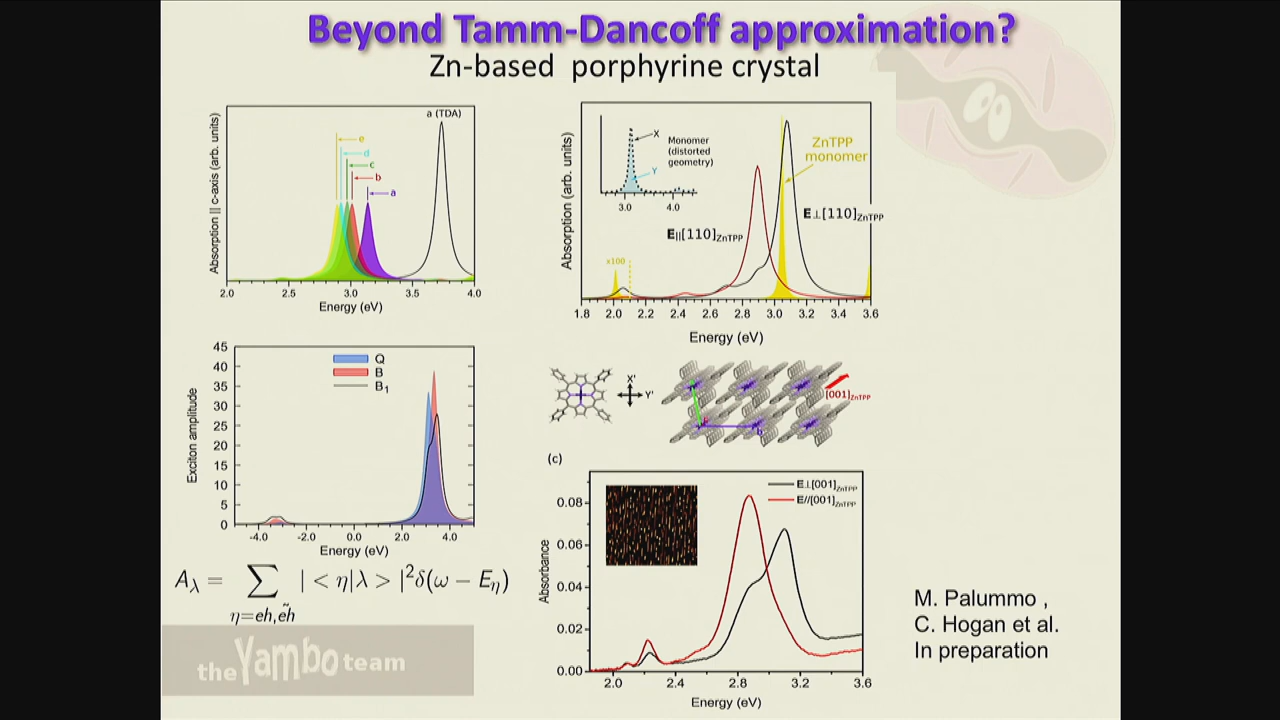 Beyond Tamm-Dancoff approximation?
Zn-based porphyrine crystal
Absorption || c-axis (arb. units)
a (TDA)
e
d
c
b
a
2.0 2.5 3.0 3.5 4.0
Energy (eV)
Absorption (arb. units)
X
Y
Monomer
(distorted
geometry)
3.0 4.0
ZnTPP
monomer
E⊥[110]ZnTPP
E||[110]ZnTPP
x100
1.8 2.0 2.2 2.4 2.6 2.8 3.0 3.2 3.4 3.6
Energy (eV)
Exciton amplitude
45
40
35
30
25
20
15
10
5
0
Q
B
B1
-4.0 -2.0 0.0 2.0 4.0
Energy (eV)
X'
Y'
[001]ZnTPP
b
(c)
Absorbance
0.08
0.06
0.04
0.02
0.00
E⊥[001]ZnTPP
E//[001]ZnTPP
2.0 2.4 2.8 3.2 3.6
Energy (eV)
Aλ = ∑ | < η|λ > |²δ(ω − Eη)
η=eh,ẽh
the Yambo team
M. Palummo ,
C. Hogan et al.
In preparation